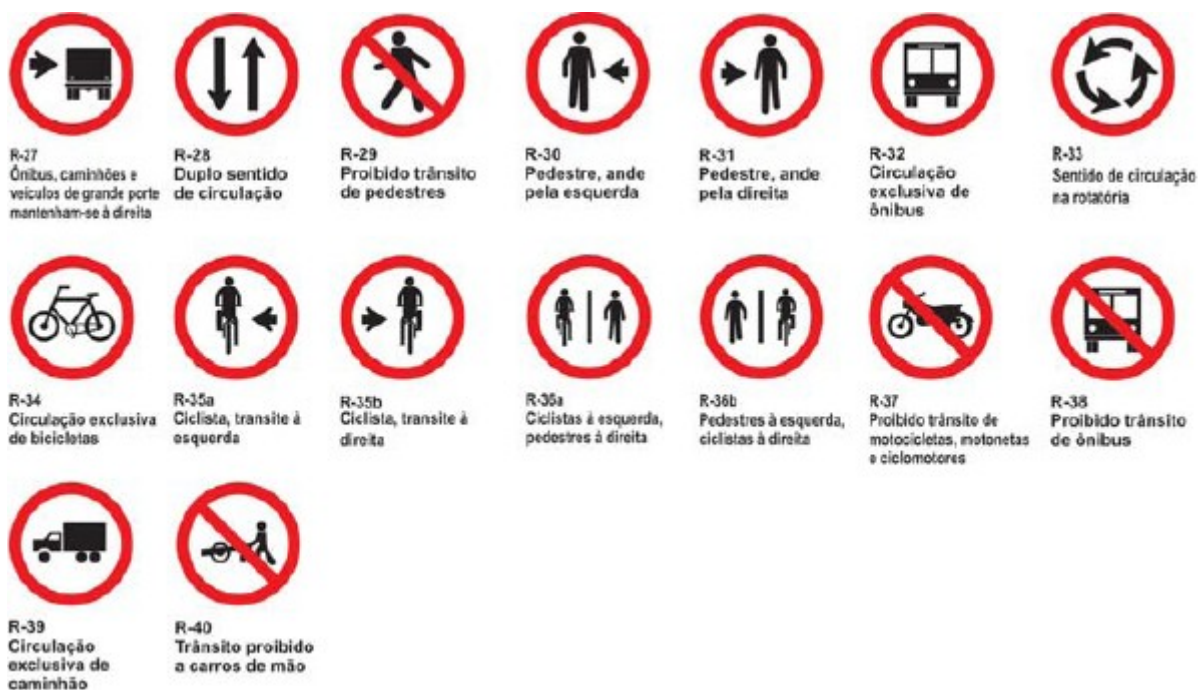 R-27
Ônibus, caminhões e
veículos de grande porte
mantenham-se à direita
R-28
Duplo sentido
de circulação
R-29
Proibido trânsito
de pedestres
R-30
Pedestre, ande
pela esquerda
R-31
Pedestre, ande
pela direita
R-32
Circulação
exclusiva de
ônibus
R-33
Sentido de circulação
na rotatória
R-34
Circulação exclusiva
de bicicletas
R-35a
Ciclista, transite à
esquerda
R-35b
Ciclista, transite à
direita
R-36a
Ciclistas à esquerda,
pedestres à direita
R-36b
Pedestres à esquerda,
ciclistas à direita
R-37
Proibido trânsito de
motocicletas, motonetas
e ciclomotores
R-38
Proibido trânsito
de ônibus
R-39
Circulação
exclusiva de
caminhão
R-40
Trânsito proibido
a carros de mão